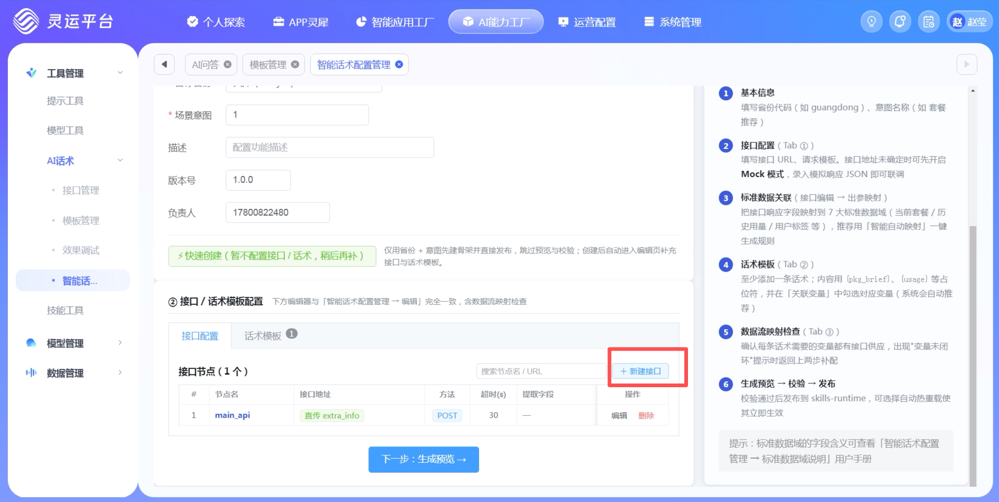 灵运平台
个人探索
APP灵犀
智能应用工厂
AI能力工厂
运营配置
系统管理
赵 赵莹
工具管理
提示工具
模型工具
AI话术
接口管理
模板管理
效果调试
智能话...
技能工具
模型管理
数据管理
AI问答
模板管理
智能话术配置管理
* 场景意图
1
描述
配置功能描述
版本号
1.0.0
负责人
17800822480
⚡快速创建（暂不配置接口 / 话术，稍后再补）
仅用省份 + 意图先建骨架并直接发布，跳过预览与校验；创建后自动进入编辑页补充
接口与话术模板。
② 接口 / 话术模板配置 下方编辑器与「智能话术配置管理 → 编辑」完全一致，含数据流映射检查
接口配置
话术模板 1
接口节点（1 个）
搜索节点名 / URL
+ 新建接口
# 节点名 接口地址 方法 超时(s) 提取字段 操作
1 main_api 直传 extra_info POST 30 — 编辑 删除
下一步：生成预览 →
1 基本信息
填写省份代码（如 guangdong）、意图名称（如 套餐
推荐）
2 接口配置（Tab ①）
填写接口 URL、请求模板。接口地址未确定时可先开启
Mock 模式，录入模拟响应 JSON 即可联调
3 标准数据关联（接口编辑 → 出参映射）
把接口响应字段映射到 7 大标准数据域（当前套餐 / 历
史用量 / 用户标签 等），推荐用「智能自动映射」一键
生成规则
4 话术模板（Tab ②）
至少添加一条话术；内容用 {pkg_brief}、{usage} 等占
位符，并在「关联变量」中勾选对应变量（系统会自动推
荐）
5 数据流映射检查（Tab ③）
确认每条话术需要的变量都有接口供应，出现"变量未闭
环"提示时返回上两步补配
6 生成预览 → 校验 → 发布
校验通过后发布到 skills-runtime，可选择自动热重载使
其立即生效
提示：标准数据域的字段含义可查看「智能话术配置
管理 → 标准数据域说明」用户手册